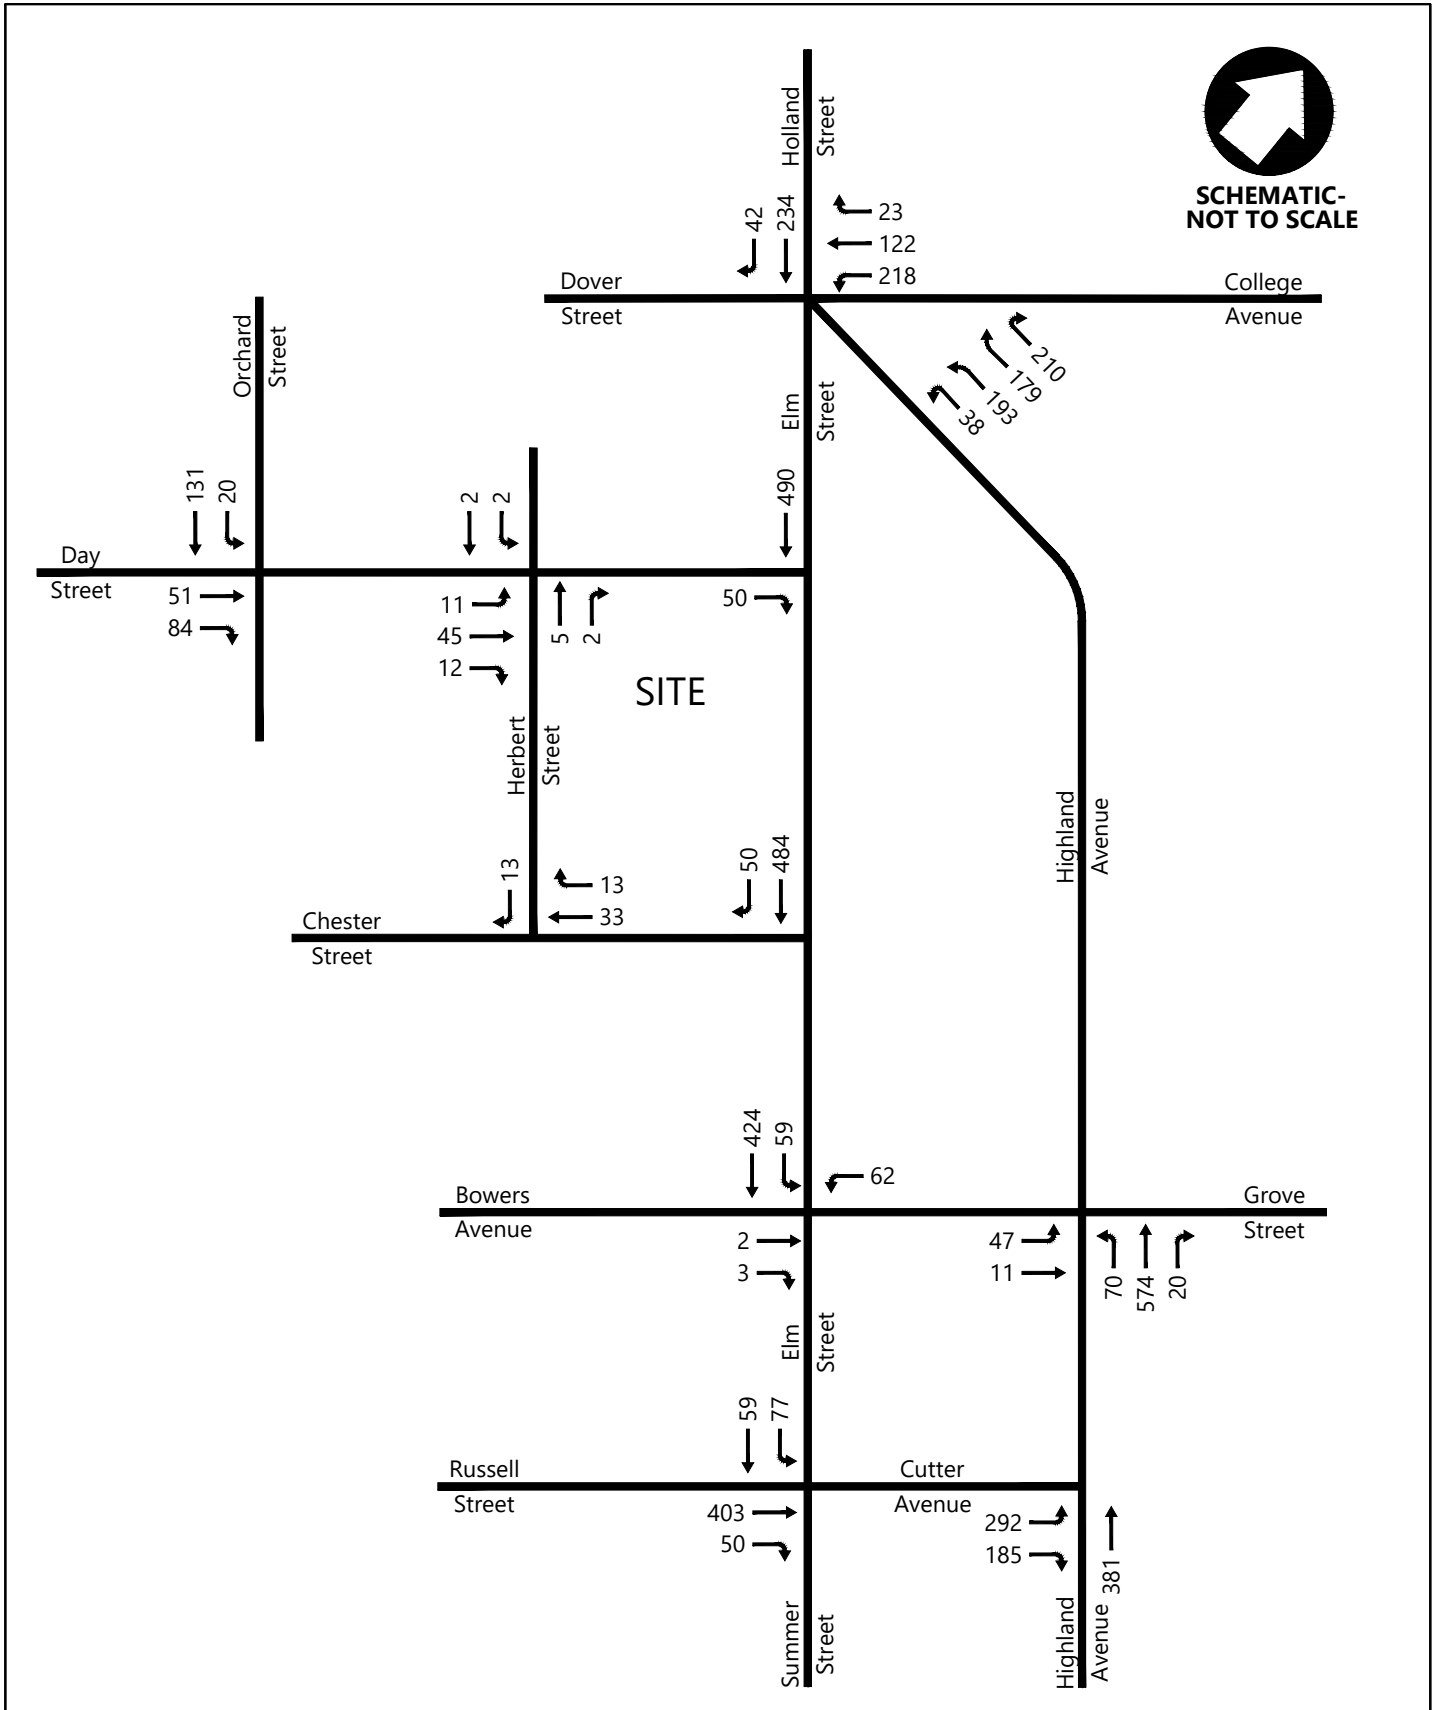 Holland
Street
SCHEMATIC-
NOT TO SCALE
42
234
23
122
218
Dover
Street
College
Avenue
210
179
193
38
Orchard
Street
Elm
Street
131
20
2
2
490
Day
Street
51
84
11
45
12
5
2
50
SITE
Herbert
Street
Highland
Avenue
13
13
33
50
484
Chester
Street
424
59
62
Bowers
Avenue
Grove
Street
2
3
47
11
70
574
20
Elm
Street
59
77
Russell
Street
Cutter
Avenue
403
50
292
185
381
Summer
Street
Highland
Avenue